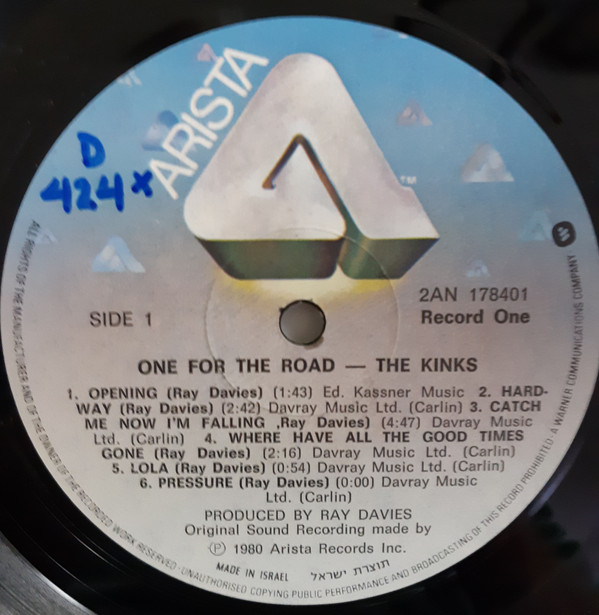 ARISTA
™
D
424x
SIDE 1
2AN 178401
Record One
ONE FOR THE ROAD — THE KINKS
1. OPENING (Ray Davies) (1:43) Ed. Kassner Music 2. HARD-
WAY (Ray Davies) (2:42) Davray Music Ltd. (Carlin) 3. CATCH
ME NOW I'M FALLING ,Ray Davies) (4:47) Davray Music
Ltd. (Carlin) 4. WHERE HAVE ALL THE GOOD TIMES
GONE (Ray Davies) (2:16) Davray Music Ltd. (Carlin)
5. LOLA (Ray Davies) (0:54) Davray Music Ltd. (Carlin)
6. PRESSURE (Ray Davies) (0:00) Davray Music
Ltd. (Carlin)
PRODUCED BY RAY DAVIES
Original Sound Recording made by
℗ 1980 Arista Records Inc.
MADE IN ISRAEL תוצרת ישראל
ALL RIGHTS OF THE MANUFACTURER AND OF THE OWNER OF THE RECORDED WORK RESERVED · UNAUTHORISED COPYING PUBLIC PERFORMANCE AND BROADCASTING OF THIS RECORD PROHIBITED · A WARNER COMMUNICATIONS COMPANY